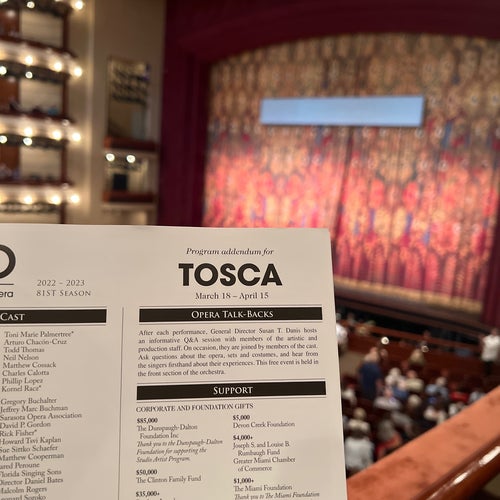 O
era
2022 – 2023
81ST SEASON
CAST
Toni Marie Palmertree*
Arturo Chacón-Cruz
Todd Thomas
Neil Nelson
Matthew Cossack
Charles Calotta
Phillip Lopez
Kornel Racz*
Gregory Buchalter
Jeffrey Marc Buchman
Sarasota Opera Association
David P. Gordon
Rick Fisher*
Howard Tsvi Kaplan
Sue Sittko Schaefer
Matthew Cooperman
Jared Peroune
Florida Singing Sons
Director Daniel Bates
Malcolm Rogers
Program addendum for
TOSCA
March 18 – April 15
OPERA TALK-BACKS
After each performance, General Director Susan T. Danis hosts
an informative Q&A session with members of the artistic and
production staff. On occasion, they are joined by members of the cast.
Ask questions about the opera, sets and costumes, and hear from
the singers firsthand about their experiences. This free event is held in
the front section of the orchestra.
SUPPORT
CORPORATE AND FOUNDATION GIFTS
$85,000
The Dunspaugh-Dalton
Foundation Inc
Thank you to the Dunspaugh-Dalton
Foundation for supporting the
Studio Artist Program.
$50,000
The Clinton Family Fund
$35,000+
$5,000
Devon Creek Foundation
$4,000+
Joseph S. and Louise B.
Rumbaugh Fund
Greater Miami Chamber
of Commerce
$1,000+
The Miami Foundation
Thank you to The Miami Foundation